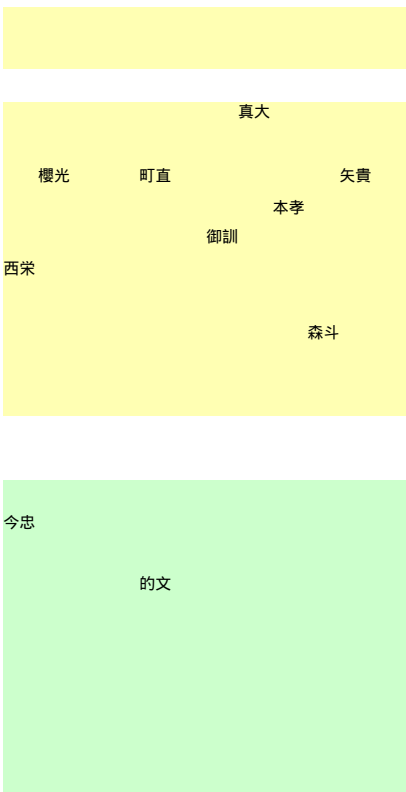 真大
櫻光 町直 矢貴
本孝
御訓
西栄
森斗
今忠
的文